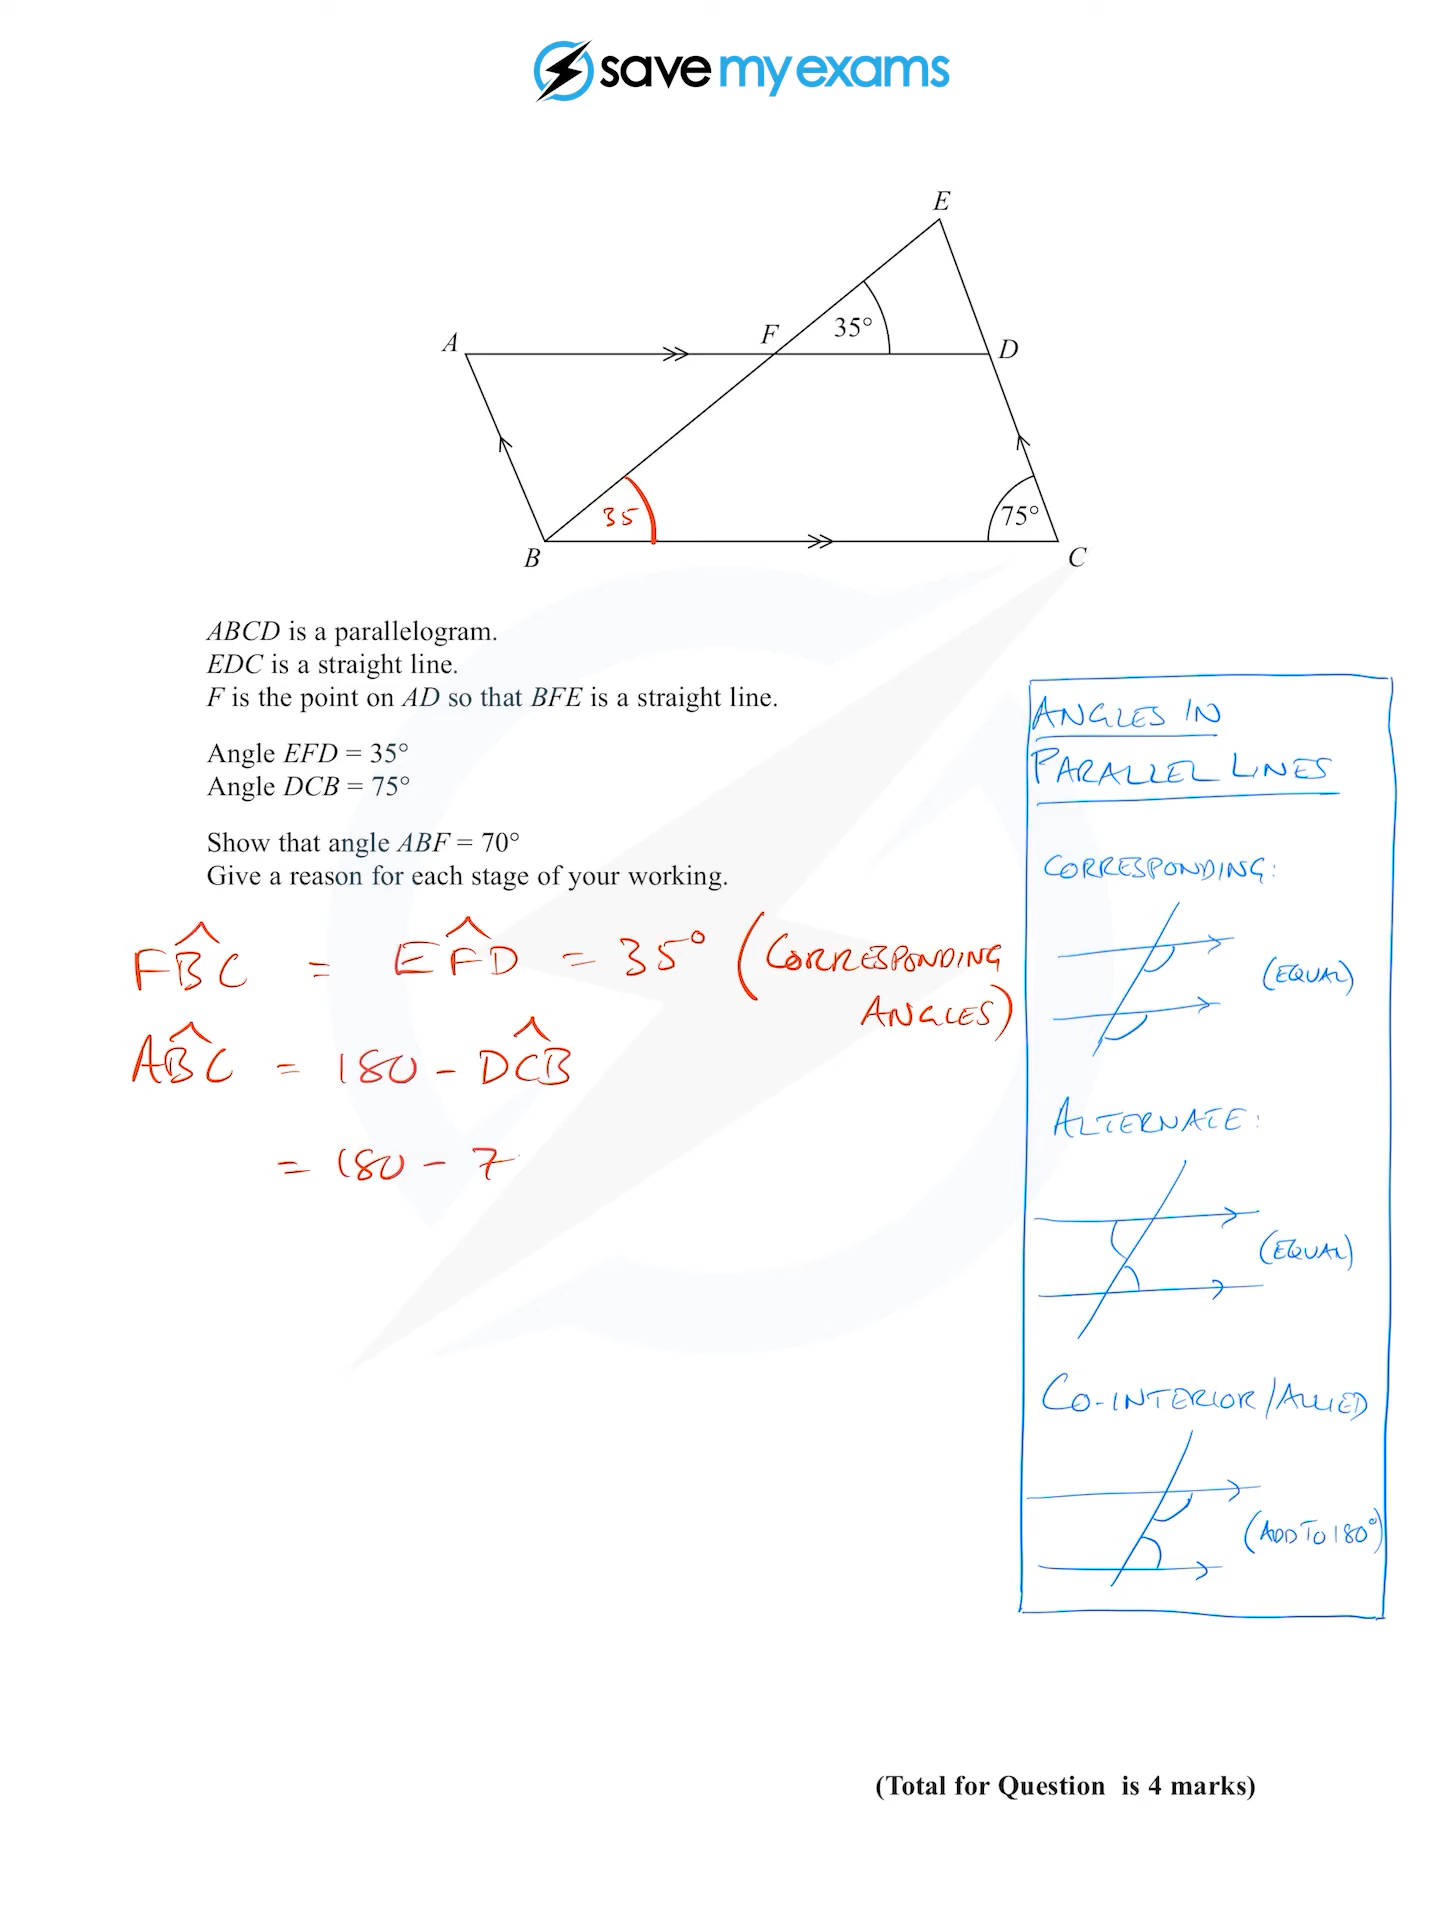 save my exams
E
A
F
35°
D
35
75°
B
C
ABCD is a parallelogram.
EDC is a straight line.
F is the point on AD so that BFE is a straight line.
Angle EFD = 35°
Angle DCB = 75°
Show that angle ABF = 70°
Give a reason for each stage of your working.
FB̂C = EF̂D = 35° (CORRESPONDING
ANGLES)
AB̂C = 180 - DĈB
= 180 - 7
ANGLES IN
PARALLEL LINES
CORRESPONDING:
(EQUAL)
ALTERNATE:
(EQUAL)
CO-INTERIOR/ALLIED
(ADD TO 180°)
(Total for Question is 4 marks)